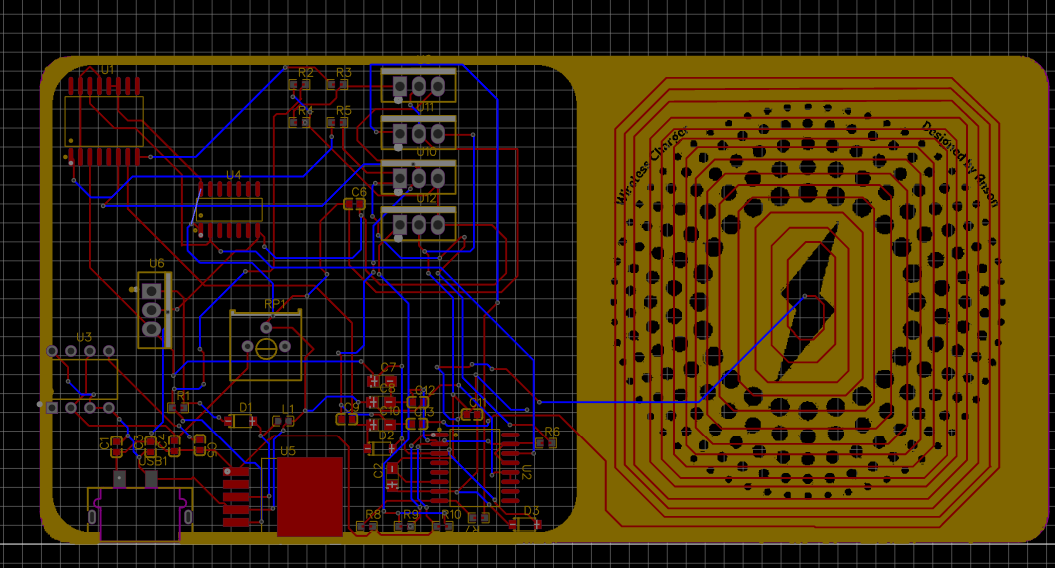 U1
R2
R3
U11
R4
R5
U10
Wireless Charger
Designed by Anson
U4
C6
U12
U6
RP1
U3
C7
C8
C12
R1
D1
L1
C9
C10
C13
C11
R6
C1
C3
D2
U5
USB1
C2
U2
R8
R9
R10
D3